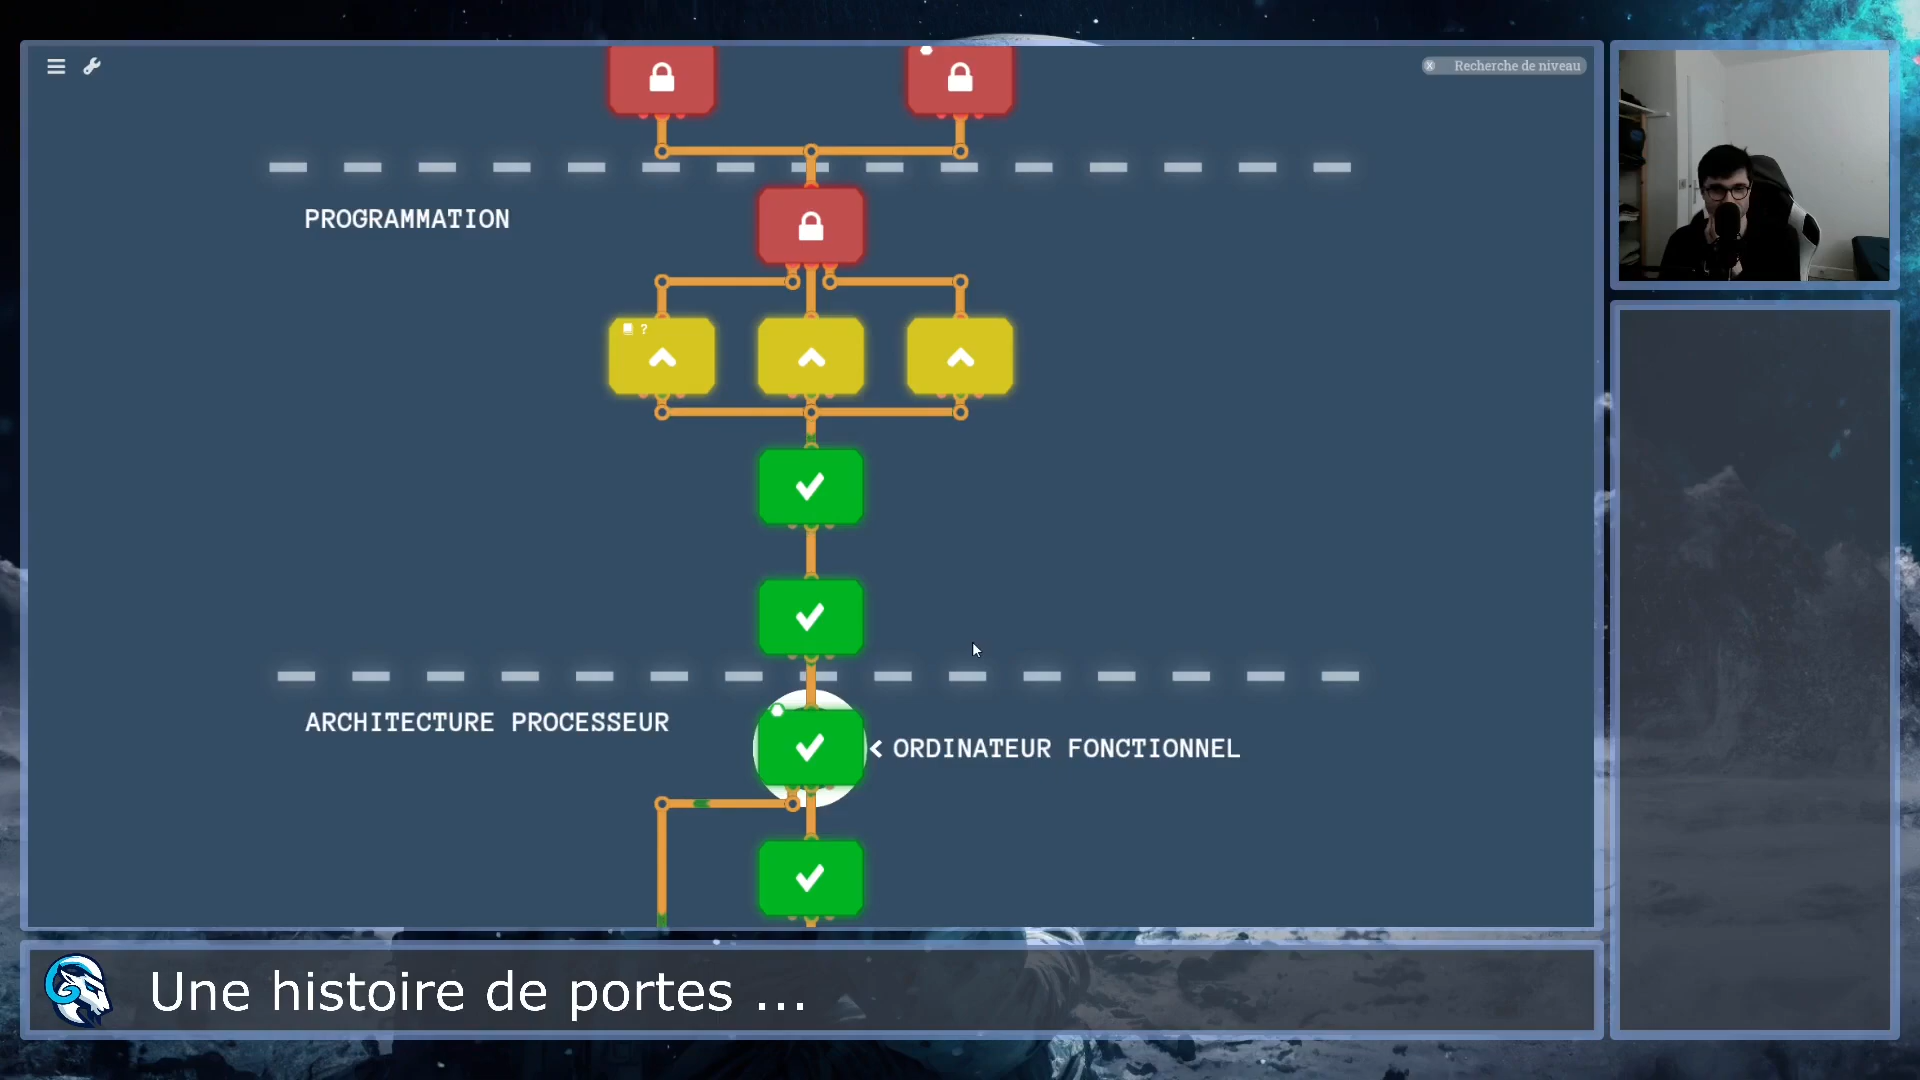 X Recherche de niveau
PROGRAMMATION
?
ARCHITECTURE PROCESSEUR
< ORDINATEUR FONCTIONNEL
Une histoire de portes ...